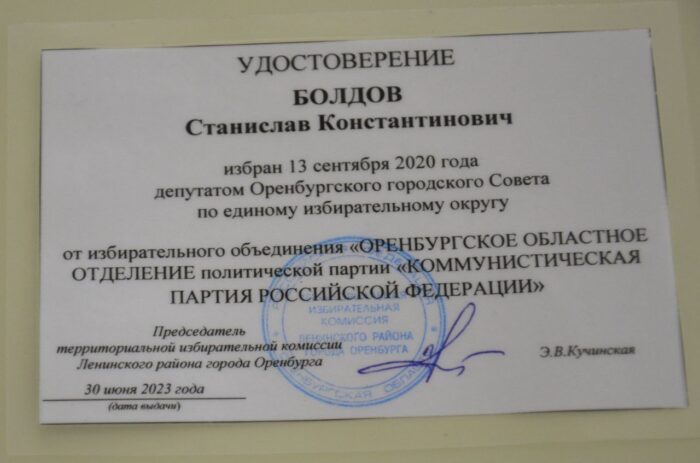 УДОСТОВЕРЕНИЕ
БОЛДОВ
Станислав Константинович
избран 13 сентября 2020 года
депутатом Оренбургского городского Совета
по единому избирательному округу
от избирательного объединения «ОРЕНБУРГСКОЕ ОБЛАСТНОЕ
ОТДЕЛЕНИЕ политической партии «КОММУНИСТИЧЕСКАЯ
ПАРТИЯ РОССИЙСКОЙ ФЕДЕРАЦИИ»
ИЗБИРАТЕЛЬНАЯ
КОМИССИЯ
ЛЕНИНСКОГО РАЙОНА
ГОРОДА ОРЕНБУРГА
Председатель
территориальной избирательной комиссии
Ленинского района города Оренбурга
Э.В.Кучинская
30 июня 2023 года
(дата выдачи)